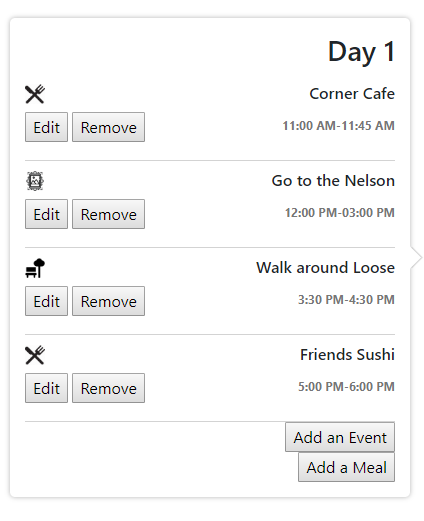 Day 1
Corner Cafe
Edit Remove 11:00 AM-11:45 AM
Go to the Nelson
Edit Remove 12:00 PM-03:00 PM
Walk around Loose
Edit Remove 3:30 PM-4:30 PM
Friends Sushi
Edit Remove 5:00 PM-6:00 PM
Add an Event
Add a Meal